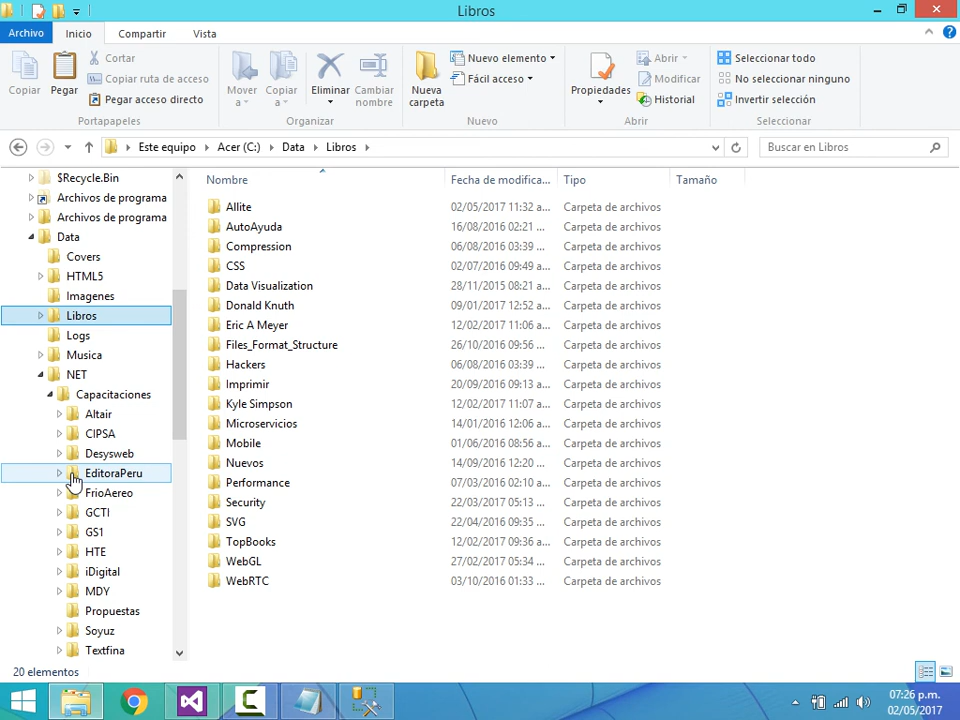 Libros
Archivo Inicio Compartir Vista
Copiar
Pegar
Cortar
Copiar ruta de acceso
Pegar acceso directo
Portapapeles
Mover a
Copiar a
Eliminar
Cambiar nombre
Organizar
Nueva carpeta
Nuevo elemento
Fácil acceso
Nuevo
Propiedades
Abrir
Modificar
Historial
Abrir
Seleccionar todo
No seleccionar ninguno
Invertir selección
Seleccionar
Este equipo Acer (C:) Data Libros
Buscar en Libros
$Recycle.Bin
Archivos de programa
Archivos de programa
Data
Covers
HTML5
Imagenes
Libros
Logs
Musica
NET
Capacitaciones
Altair
CIPSA
Desysweb
EditoraPeru
FrioAereo
GCTI
GS1
HTE
iDigital
MDY
Propuestas
Soyuz
Textfina
Nombre Fecha de modifica... Tipo Tamaño
Allite 02/05/2017 11:32 a... Carpeta de archivos
AutoAyuda 16/08/2016 02:21 ... Carpeta de archivos
Compression 06/08/2016 03:39 ... Carpeta de archivos
CSS 02/07/2016 09:49 a... Carpeta de archivos
Data Visualization 28/11/2015 08:21 a... Carpeta de archivos
Donald Knuth 09/01/2017 12:52 a... Carpeta de archivos
Eric A Meyer 12/02/2017 11:06 a... Carpeta de archivos
Files_Format_Structure 26/10/2016 09:56 ... Carpeta de archivos
Hackers 06/08/2016 03:39 ... Carpeta de archivos
Imprimir 20/09/2016 09:13 a... Carpeta de archivos
Kyle Simpson 12/02/2017 11:07 a... Carpeta de archivos
Microservicios 14/01/2016 12:06 ... Carpeta de archivos
Mobile 01/06/2016 08:56 a... Carpeta de archivos
Nuevos 14/09/2016 12:20 ... Carpeta de archivos
Performance 07/03/2016 02:10 a... Carpeta de archivos
Security 22/03/2017 05:13 ... Carpeta de archivos
SVG 22/04/2016 09:35 ... Carpeta de archivos
TopBooks 12/02/2017 09:36 a... Carpeta de archivos
WebGL 27/02/2017 05:34 ... Carpeta de archivos
WebRTC 03/10/2016 01:33 ... Carpeta de archivos
20 elementos
07:26 p.m.
02/05/2017